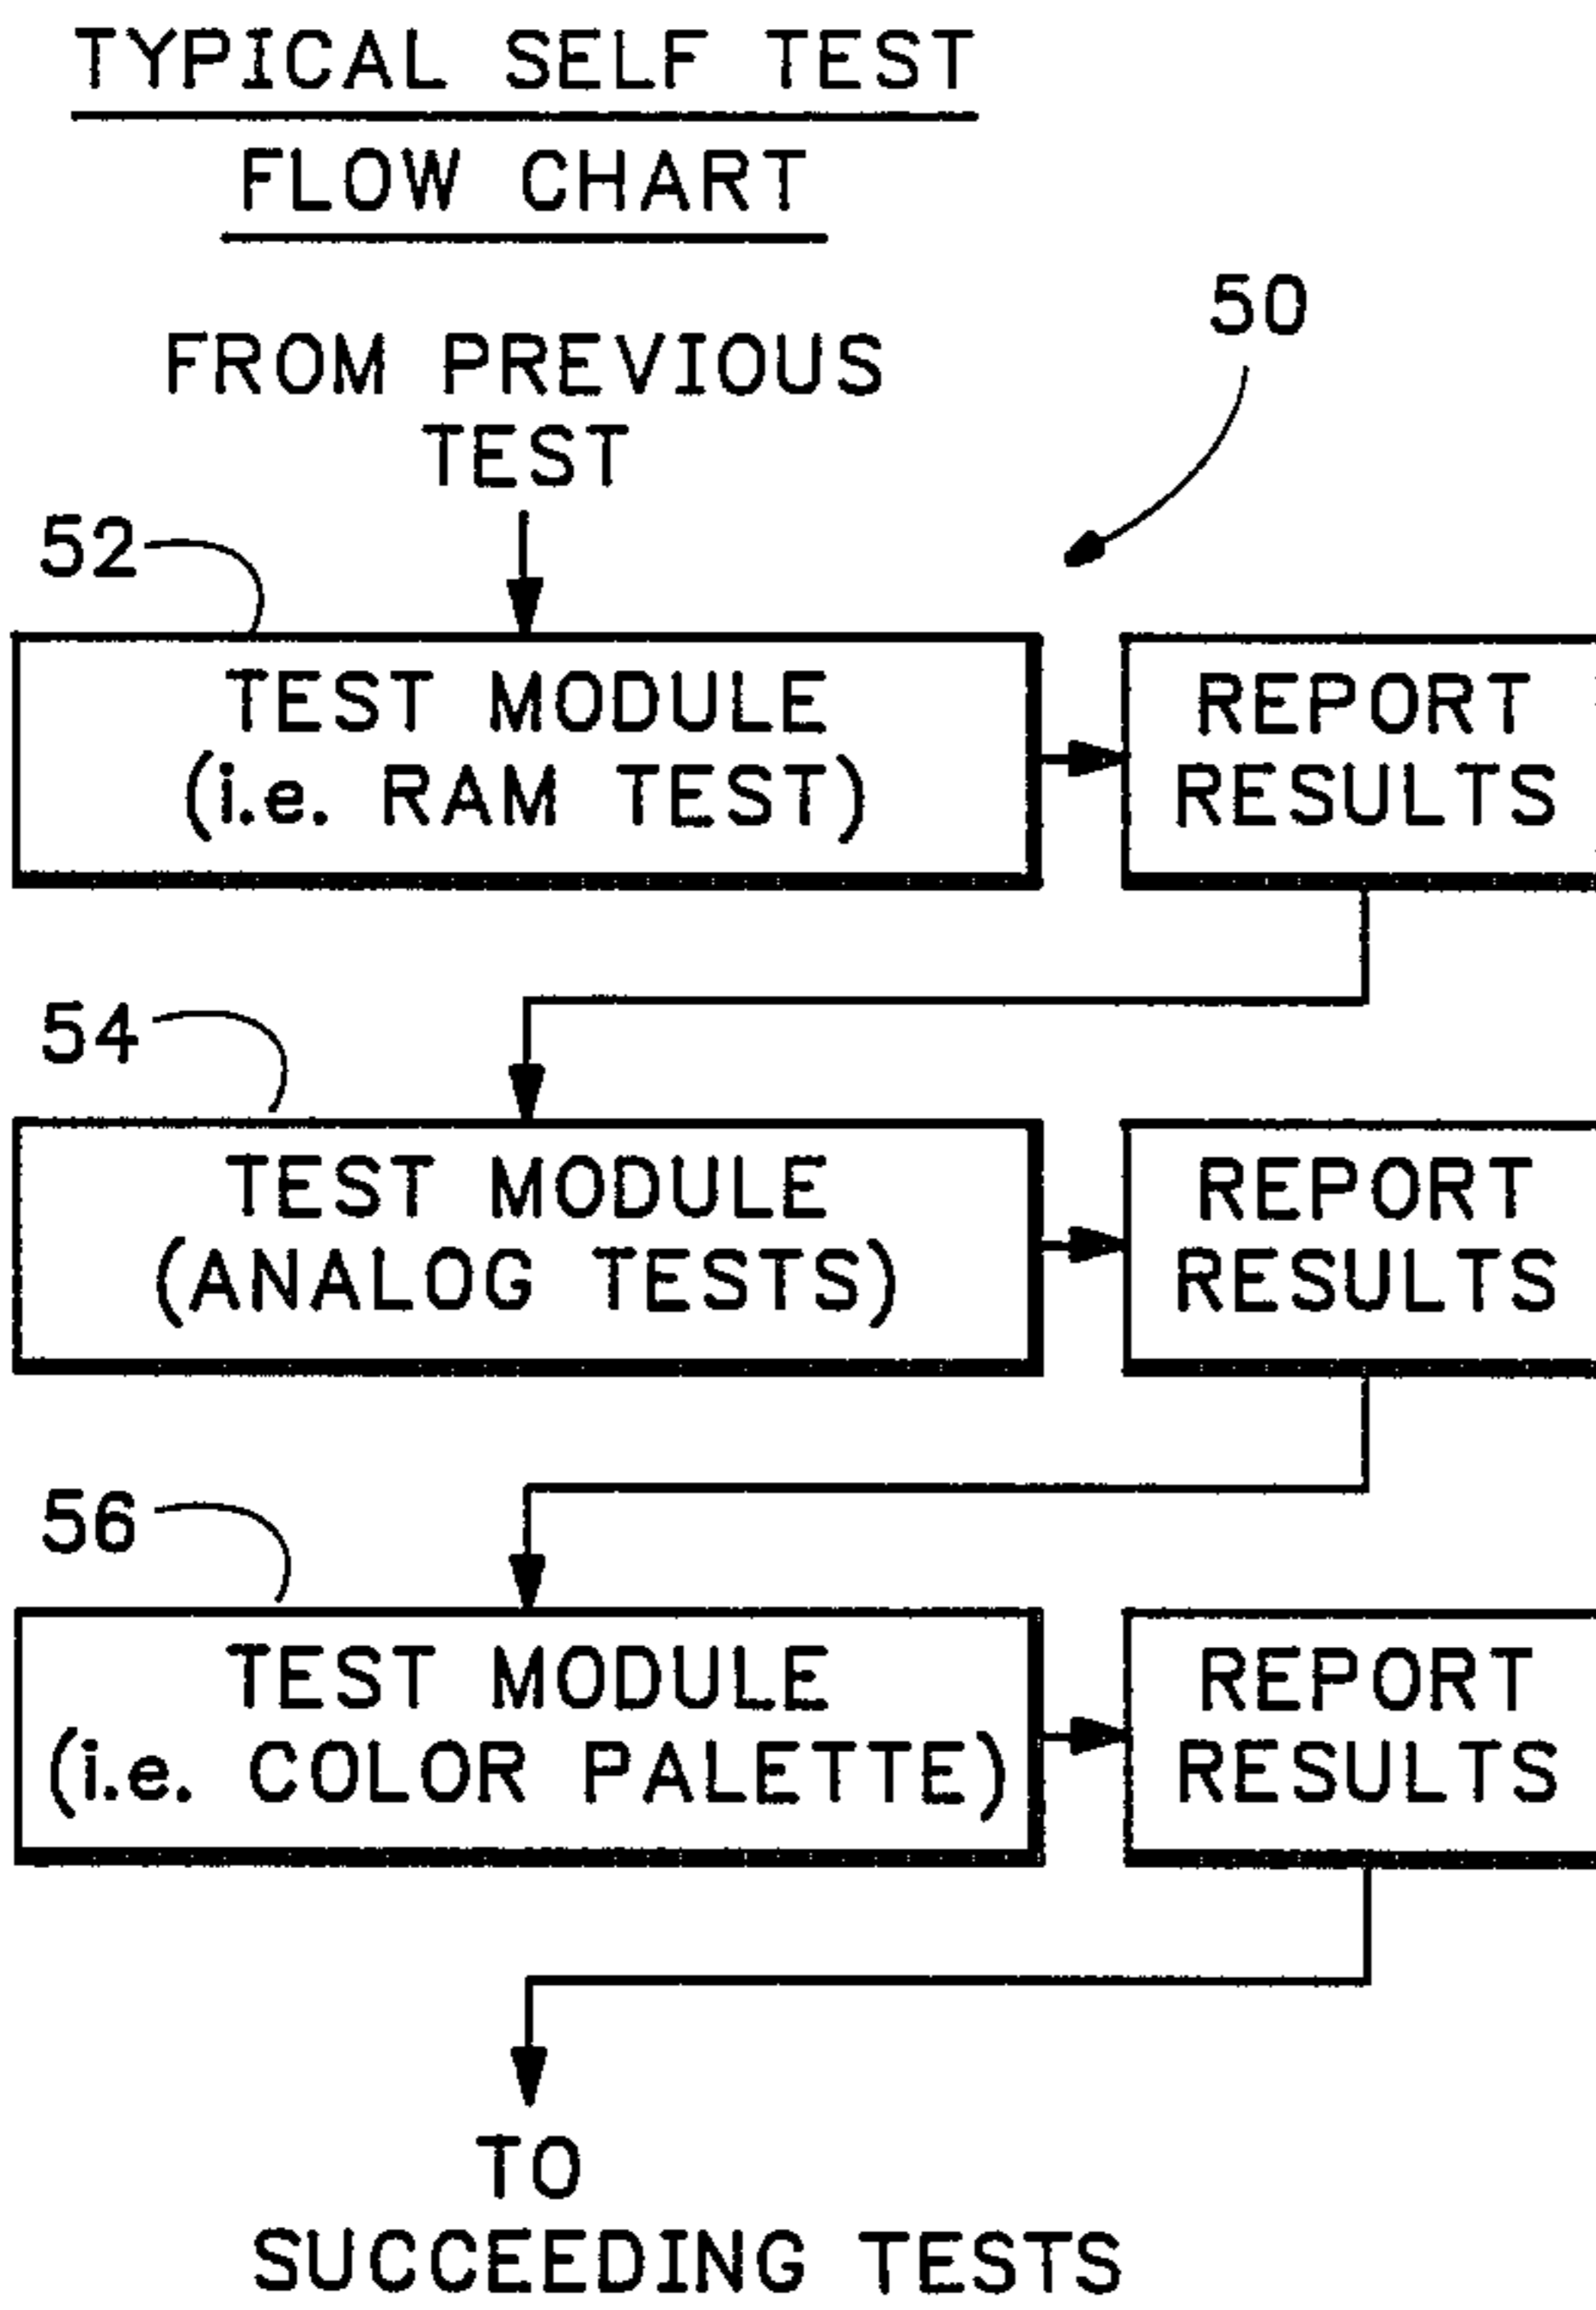 TYPICAL SELF TEST
FLOW CHART
50
FROM PREVIOUS
TEST
52
TEST MODULE
(i.e. RAM TEST)
REPORT
RESULTS
54
TEST MODULE
(ANALOG TESTS)
REPORT
RESULTS
56
TEST MODULE
(i.e. COLOR PALETTE)
REPORT
RESULTS
TO
SUCCEEDING TESTS